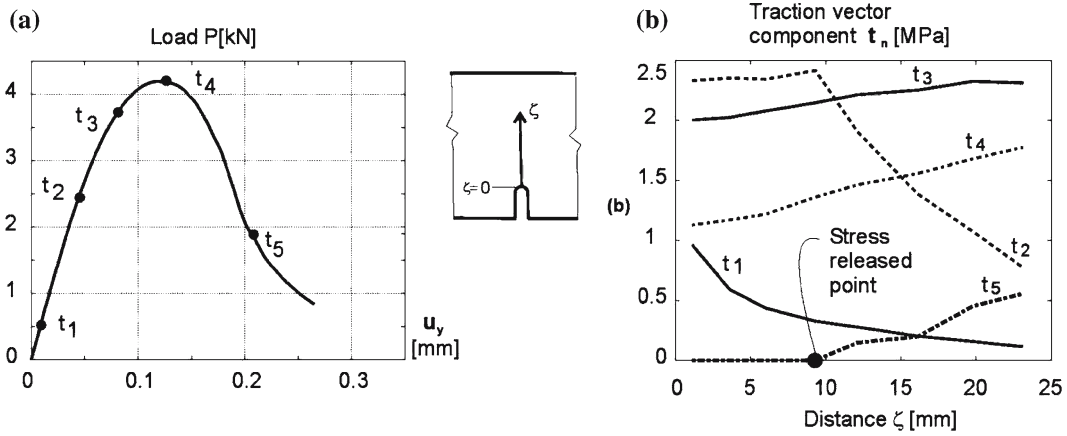 (a)
Load P[kN]
4
3
2
1
0
t₁
t₂
t₃
t₄
t₅
0
0.1
0.2
0.3
u_y
[mm]
ζ
ζ=0
(b)
Traction vector
component t_n [MPa]
(b)
2.5
2
1.5
1
0.5
0
t₃
t₄
t₁
t₂
t₅
Stress
released
point
0
5
10
15
20
25
Distance ζ [mm]